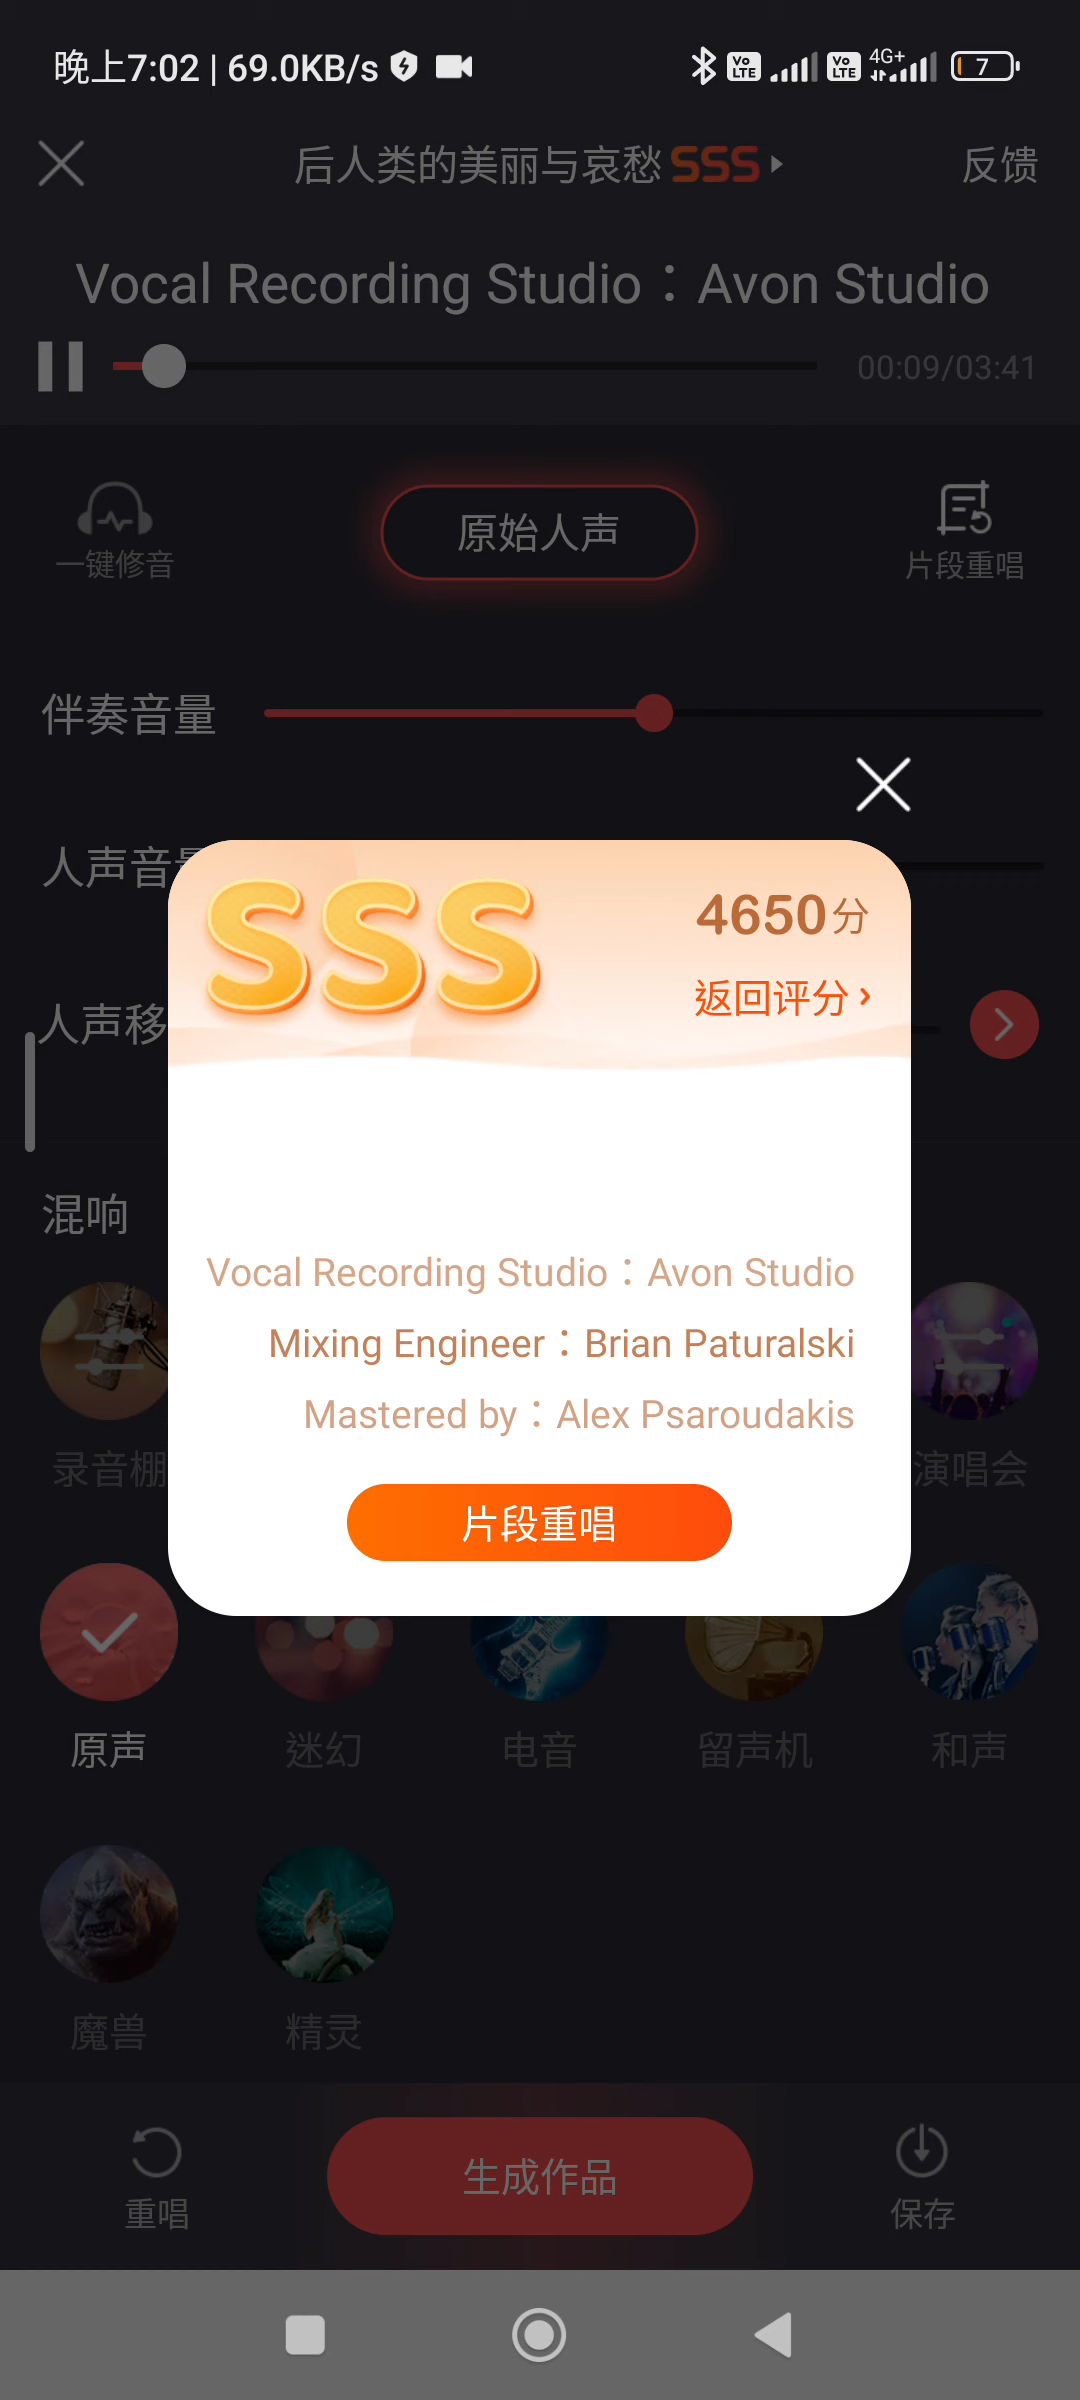 晚上7:02 | 69.0KB/s
Vo LTE
Vo LTE
4G+
7
后人类的美丽与哀愁 SSS
反馈
Vocal Recording Studio：Avon Studio
00:09/03:41
一键修音
原始人声
片段重唱
伴奏音量
人声音量
SSS
4650分
返回评分
人声移
混响
Vocal Recording Studio：Avon Studio
Mixing Engineer：Brian Paturalski
Mastered by：Alex Psaroudakis
录音棚
演唱会
片段重唱
原声
迷幻
电音
留声机
和声
魔兽
精灵
重唱
生成作品
保存